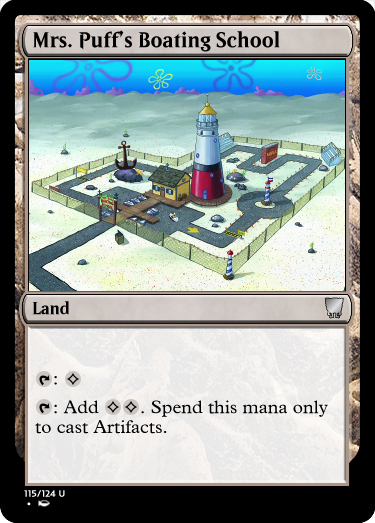 Mrs. Puff's Boating School
Land
: 
: Add . Spend this mana only
to cast Artifacts.
115/124 U